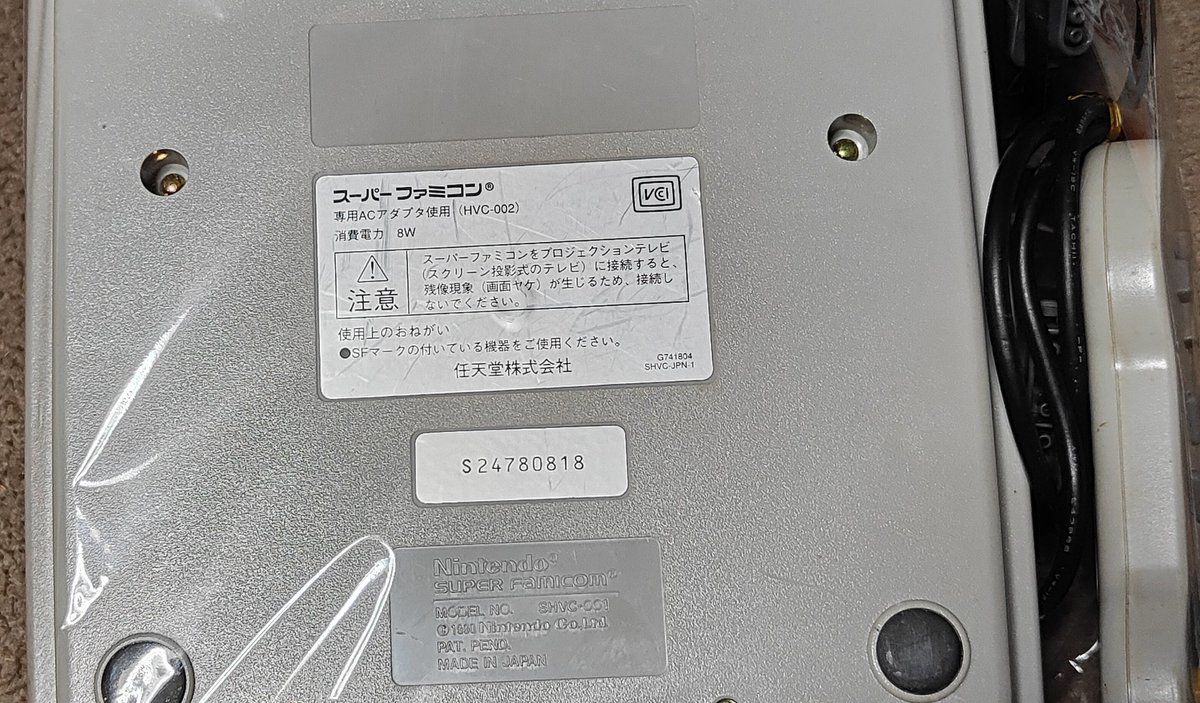 スーパーファミコン®
専用ACアダプタ使用(HVC-002)
消費電力 8W
VCI
注意
スーパーファミコンをプロジェクションテレビ
(スクリーン投影式のテレビ)に接続すると、
残像現象(画面ヤケ)が生じるため、接続し
ないでください。
使用上のおねがい
●SFマークの付いている機器をご使用ください。
任天堂株式会社
G741804
SHVC-JPN-1
S24780818
Nintendo®
SUPER FAMICOM®
MODEL NO. SHVC-001
©1990 Nintendo Co., Ltd.
PAT. PEND.
MADE IN JAPAN